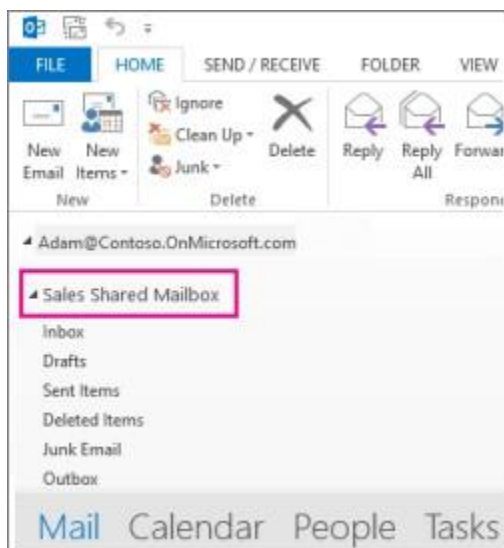 FILE HOME SEND / RECEIVE FOLDER VIEW
New Email
New Items
Ignore
Clean Up
Junk
Delete
Reply
Reply All
New Delete
Adam@Contoso.OnMicrosoft.com
Sales Shared Mailbox
Inbox
Drafts
Sent Items
Deleted Items
Junk Email
Outbox
Mail Calendar People Tasks